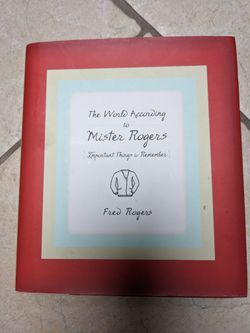 The World According
to
Mister Rogers
Important Things to Remember
Fred Rogers